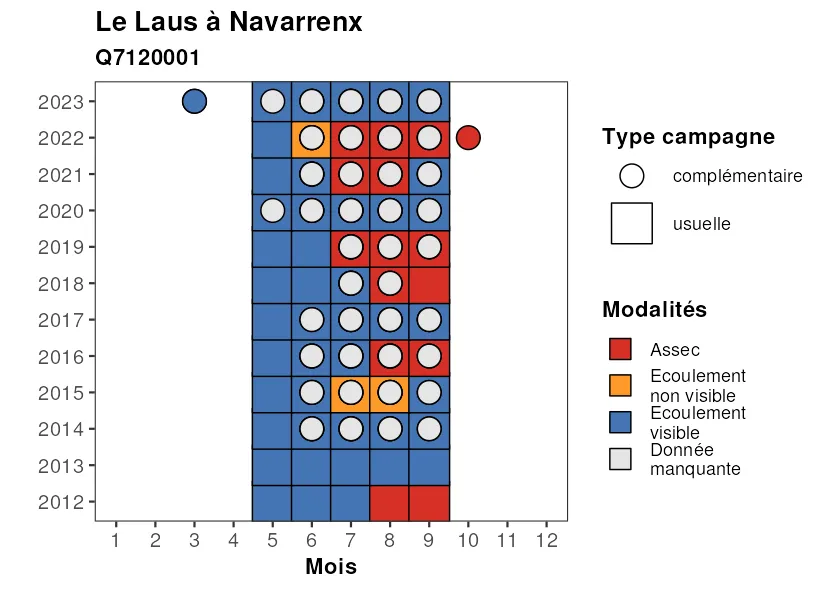 Le Laus à Navarrenx
Q7120001
2023
2022
2021
2020
2019
2018
2017
2016
2015
2014
2013
2012
1 2 3 4 5 6 7 8 9 10 11 12
Mois
Type campagne
complémentaire
usuelle
Modalités
Assec
Ecoulement
non visible
Ecoulement
visible
Donnée
manquante